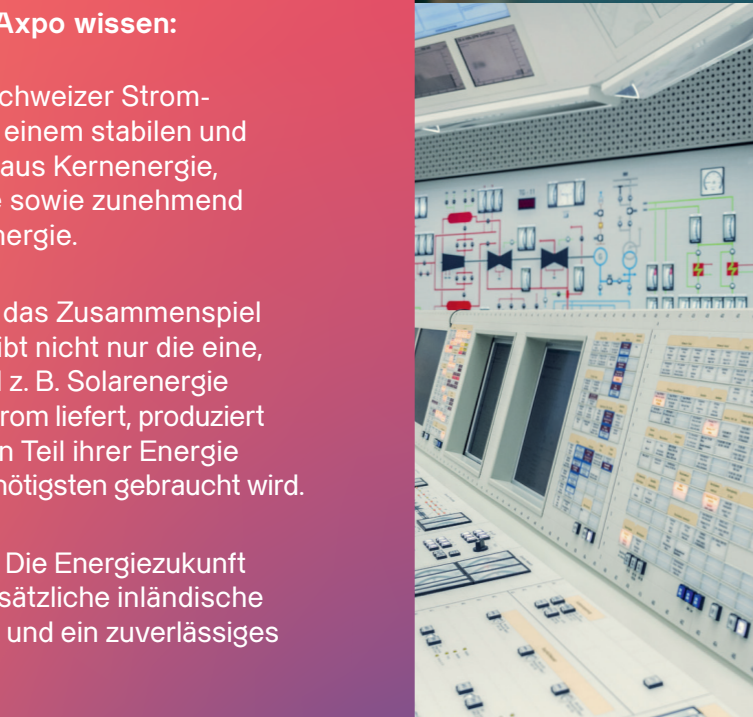 Axpo wissen:
chweizer Strom-
einem stabilen und
aus Kernenergie,
sowie zunehmend
nergie.
das Zusammenspiel
ibt nicht nur die eine,
z. B. Solarenergie
rom liefert, produziert
n Teil ihrer Energie
nötigsten gebraucht wird.
Die Energiezukunft
sätzliche inländische
und ein zuverlässiges